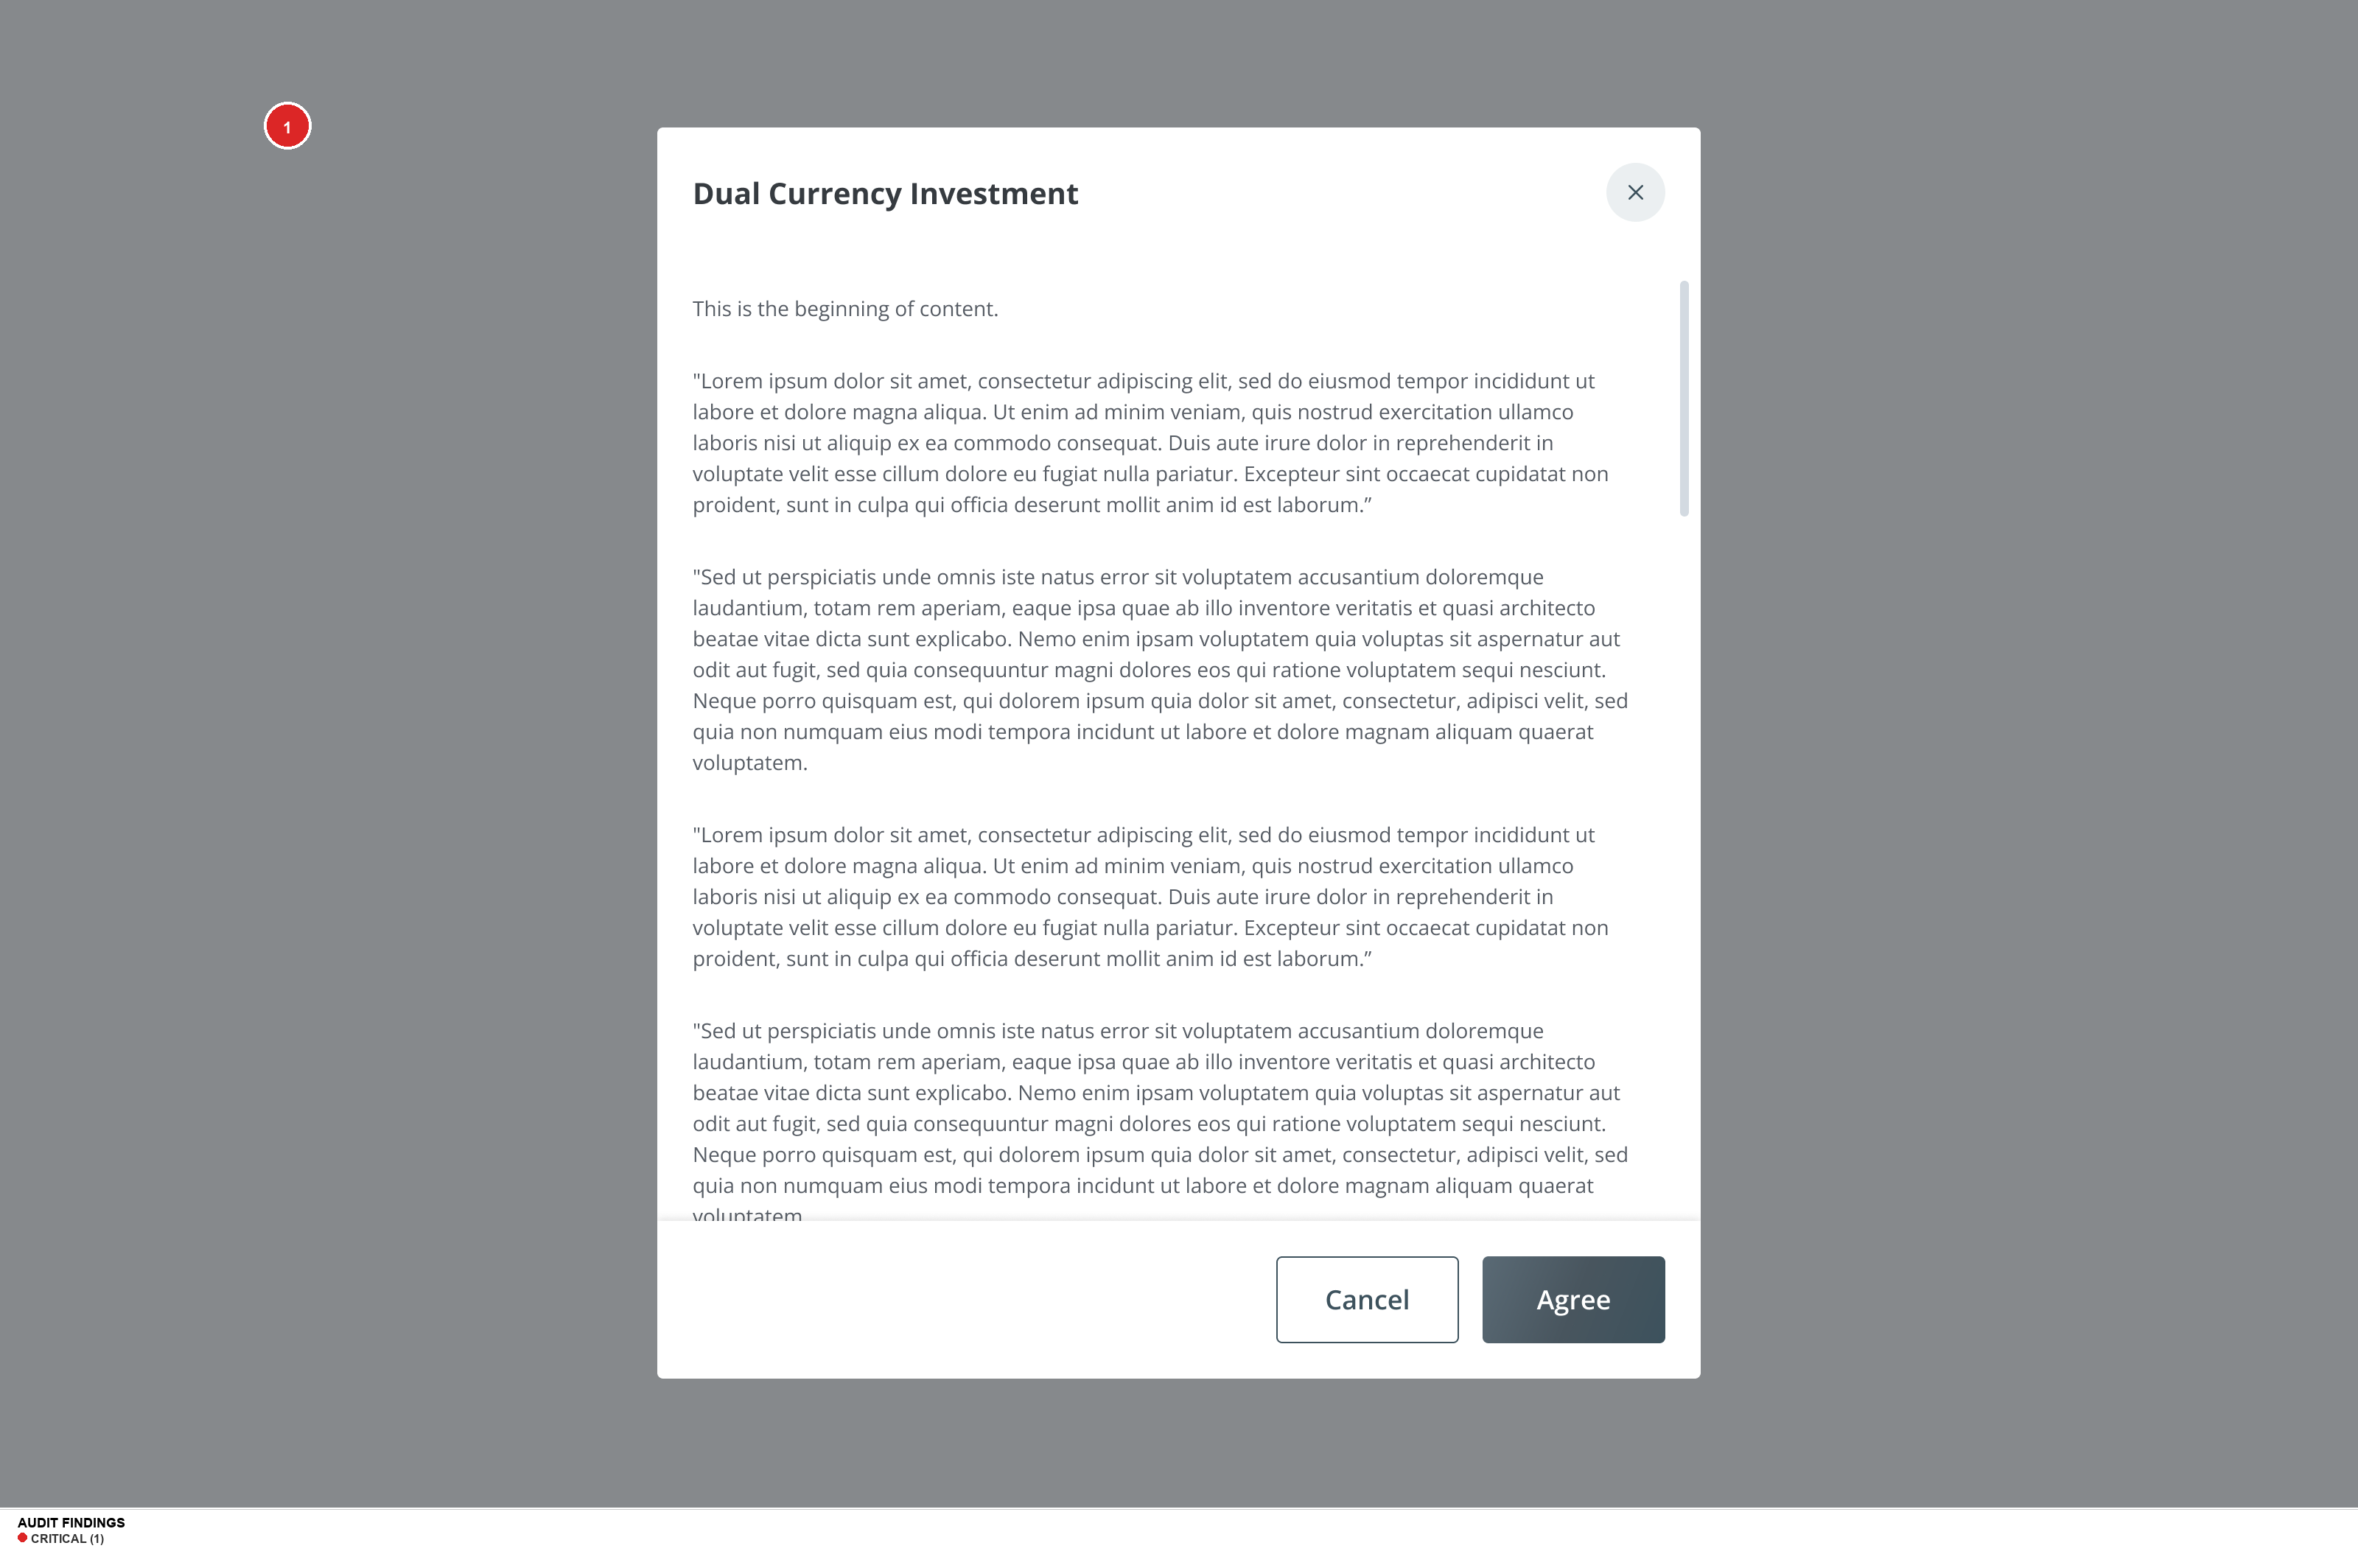 1
Dual Currency Investment
This is the beginning of content.
"Lorem ipsum dolor sit amet, consectetur adipiscing elit, sed do eiusmod tempor incididunt ut
labore et dolore magna aliqua. Ut enim ad minim veniam, quis nostrud exercitation ullamco
laboris nisi ut aliquip ex ea commodo consequat. Duis aute irure dolor in reprehenderit in
voluptate velit esse cillum dolore eu fugiat nulla pariatur. Excepteur sint occaecat cupidatat non
proident, sunt in culpa qui officia deserunt mollit anim id est laborum.”
"Sed ut perspiciatis unde omnis iste natus error sit voluptatem accusantium doloremque
laudantium, totam rem aperiam, eaque ipsa quae ab illo inventore veritatis et quasi architecto
beatae vitae dicta sunt explicabo. Nemo enim ipsam voluptatem quia voluptas sit aspernatur aut
odit aut fugit, sed quia consequuntur magni dolores eos qui ratione voluptatem sequi nesciunt.
Neque porro quisquam est, qui dolorem ipsum quia dolor sit amet, consectetur, adipisci velit, sed
quia non numquam eius modi tempora incidunt ut labore et dolore magnam aliquam quaerat
voluptatem.
"Lorem ipsum dolor sit amet, consectetur adipiscing elit, sed do eiusmod tempor incididunt ut
labore et dolore magna aliqua. Ut enim ad minim veniam, quis nostrud exercitation ullamco
laboris nisi ut aliquip ex ea commodo consequat. Duis aute irure dolor in reprehenderit in
voluptate velit esse cillum dolore eu fugiat nulla pariatur. Excepteur sint occaecat cupidatat non
proident, sunt in culpa qui officia deserunt mollit anim id est laborum.”
"Sed ut perspiciatis unde omnis iste natus error sit voluptatem accusantium doloremque
laudantium, totam rem aperiam, eaque ipsa quae ab illo inventore veritatis et quasi architecto
beatae vitae dicta sunt explicabo. Nemo enim ipsam voluptatem quia voluptas sit aspernatur aut
odit aut fugit, sed quia consequuntur magni dolores eos qui ratione voluptatem sequi nesciunt.
Neque porro quisquam est, qui dolorem ipsum quia dolor sit amet, consectetur, adipisci velit, sed
quia non numquam eius modi tempora incidunt ut labore et dolore magnam aliquam quaerat
voluptatem.
Cancel
Agree
AUDIT FINDINGS
CRITICAL (1)